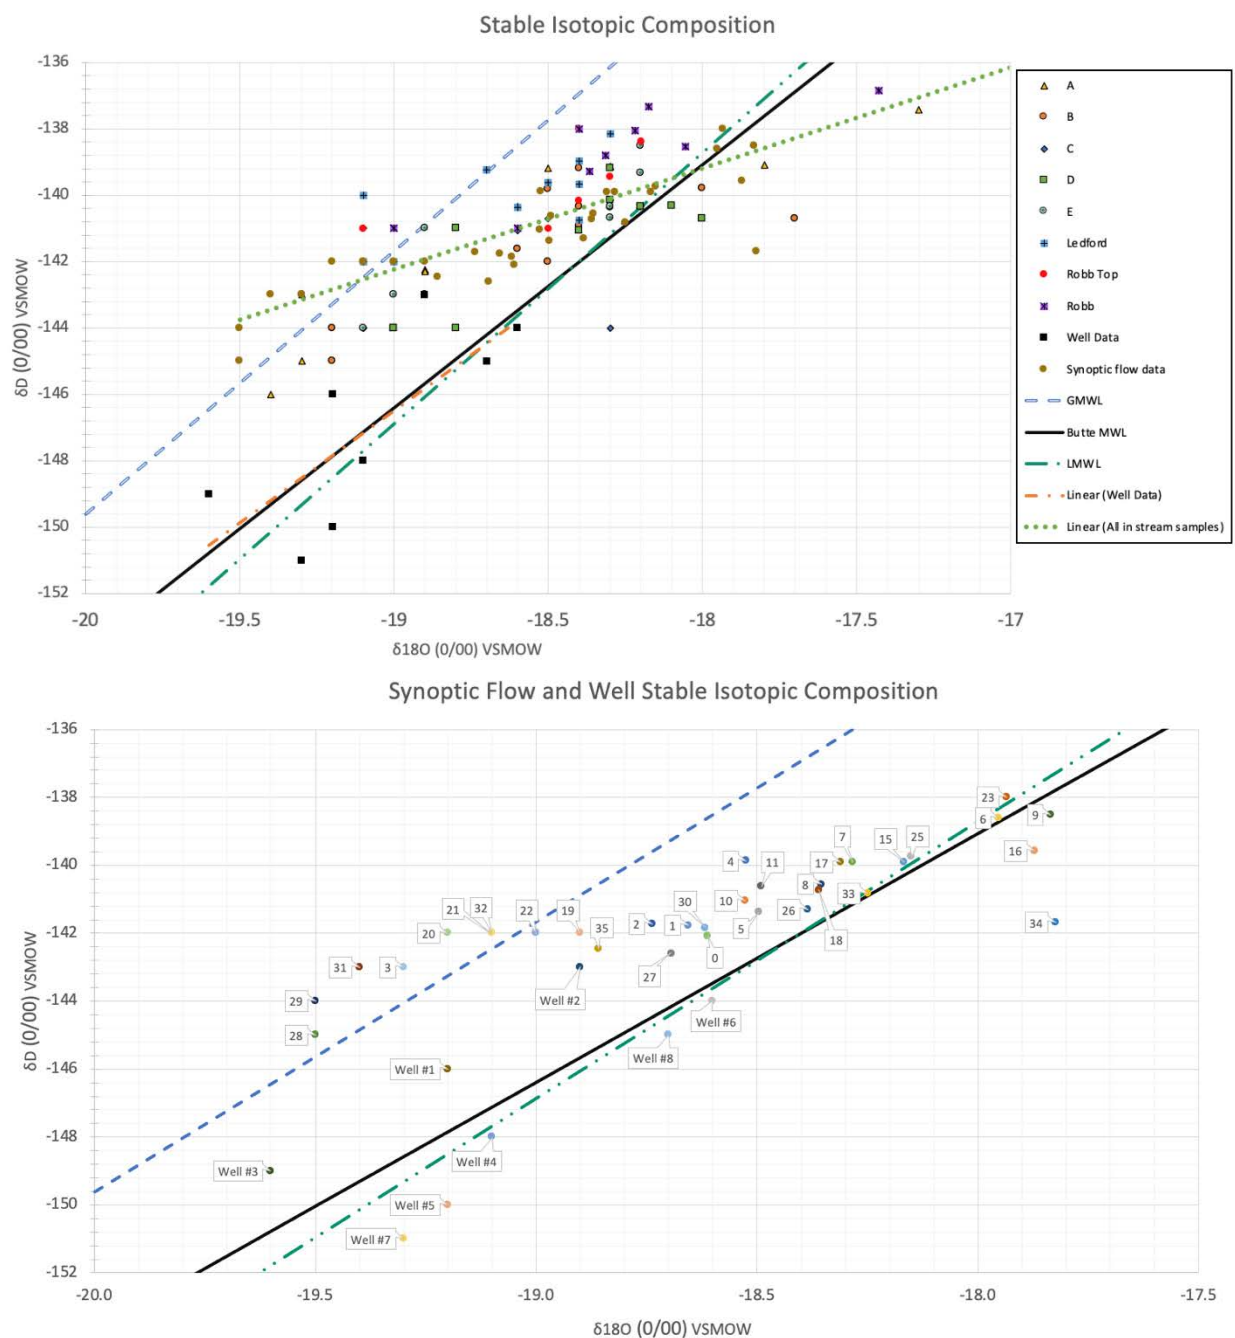 Stable Isotopic Composition
-136
-138
-140
-142
-144
-146
-148
-150
-152
δD (0/00) VSMOW
-20
-19.5
-19
-18.5
-18
-17.5
-17
δ18O (0/00) VSMOW
A
B
C
D
E
Ledford
Robb Top
Robb
Well Data
Synoptic flow data
GMWL
Butte MWL
LMWL
Linear (Well Data)
Linear (All in stream samples)
Synoptic Flow and Well Stable Isotopic Composition
-136
-138
-140
-142
-144
-146
-148
-150
-152
δD (0/00) VSMOW
23
6
9
7
15
25
16
4
11
17
8
33
21
32
22
19
2
30
1
10
5
26
18
34
20
35
0
31
3
27
29
Well #2
28
Well #6
Well #8
Well #1
Well #3
Well #4
Well #5
Well #7
-20.0
-19.5
-19.0
-18.5
-18.0
-17.5
δ18O (0/00) VSMOW